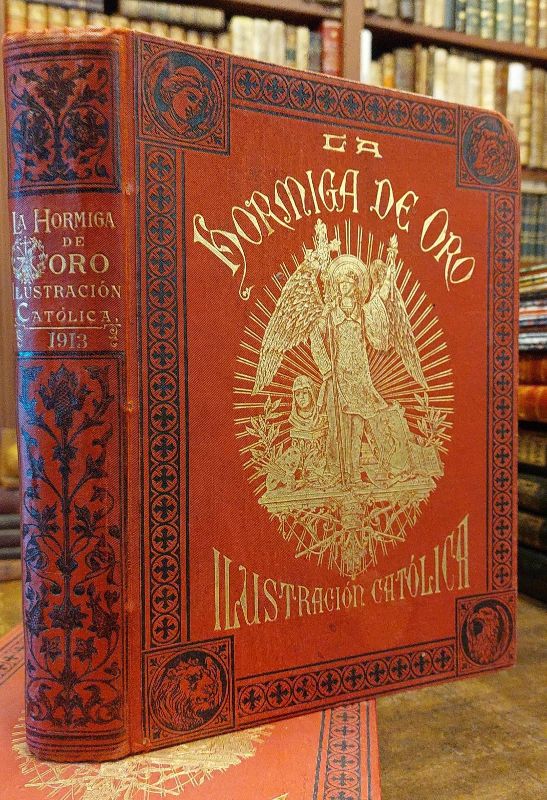 LA HORMIGA
DE
ORO
ILUSTRACIÓN
CATÓLICA,
1913
LA
HORMIGA DE ORO
ILUSTRACIÓN CATÓLICA